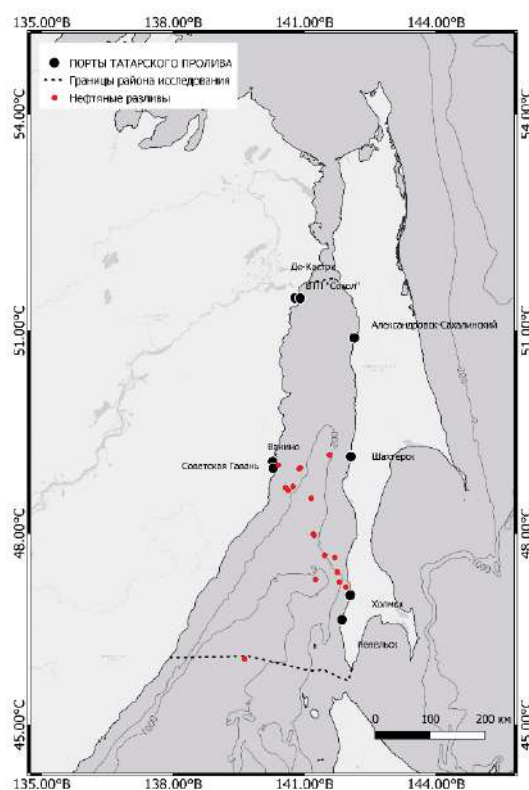 135.00°В 138.00°В 141.00°В 144.00°В
ПОРТЫ ТАТАРСКОГО ПРОЛИВА
Границы района исследования
Нефтяные разливы
54.00°С 54.00°С
Де-Кастри
ВТП "Сокол"
51.00°С 51.00°С
Александровск-Сахалинский
Ванино
Шахтерск
Советская Гавань
48.00°С 48.00°С
Холмск
Невельск
1000
45.00°С 45.00°С
0 100 200 км
135.00°В 138.00°В 141.00°В 144.00°В